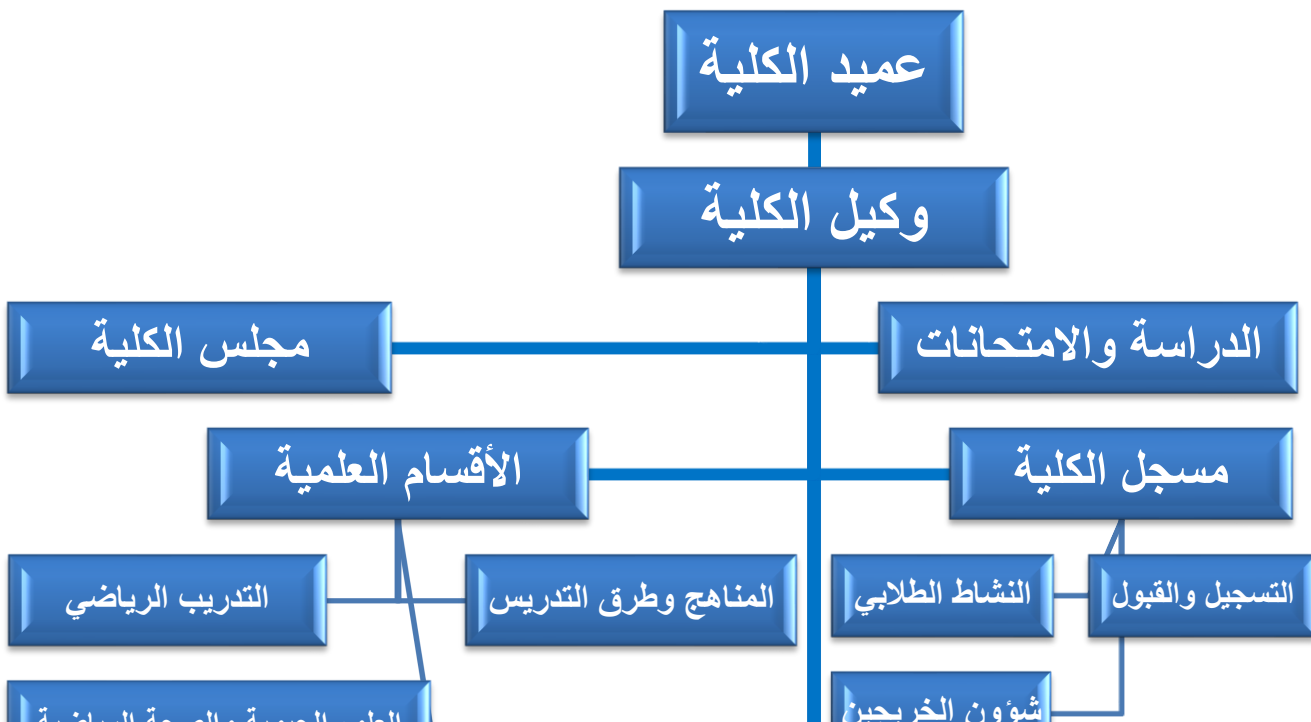 عميد الكلية
وكيل الكلية
الدراسة والامتحانات
مجلس الكلية
مسجل الكلية
الأقسام العلمية
التسجيل والقبول
النشاط الطلابي
المناهج وطرق التدريس
التدريب الرياضي
شؤون الخريجين